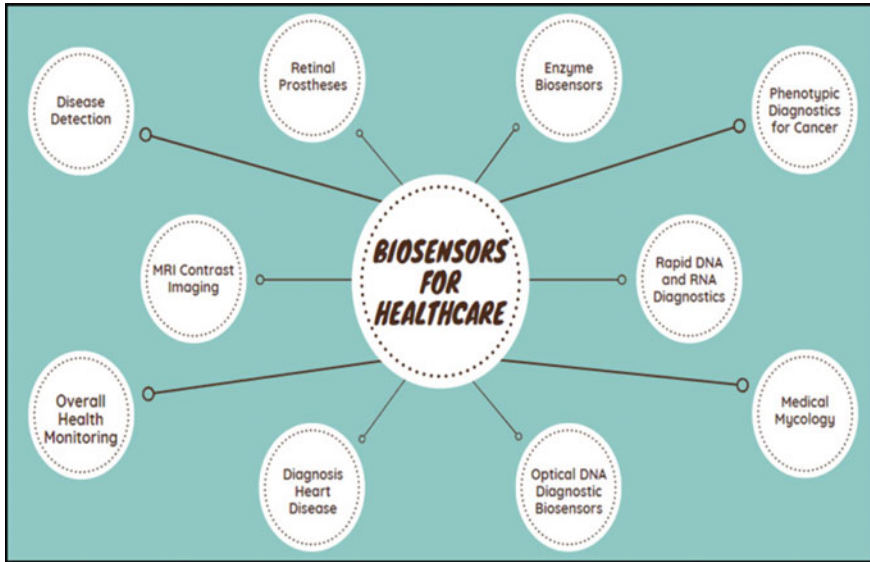 Disease
Detection
Retinal
Prostheses
Enzyme
Biosensors
Phenotypic
Diagnostics
for Cancer
MRI Contrast
Imaging
BIOSENSORS
FOR
HEALTHCARE
Rapid DNA
and RNA
Diagnostics
Overall
Health
Monitoring
Diagnosis
Heart
Disease
Optical DNA
Diagnostic
Biosensors
Medical
Mycology